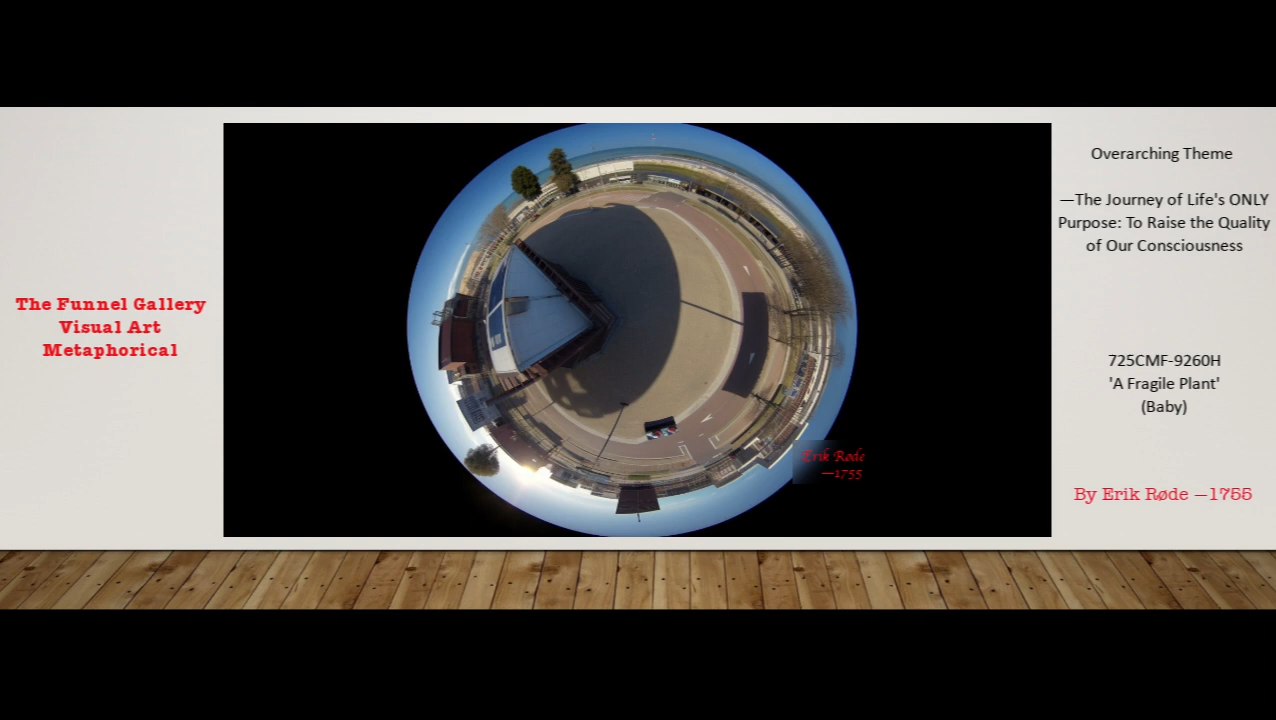 The Funnel Gallery
Visual Art
Metaphorical
Erik Røde
—1755
Overarching Theme
—The Journey of Life's ONLY
Purpose: To Raise the Quality
of Our Consciousness
725CMF-9260H
'A Fragile Plant'
(Baby)
By Erik Røde —1755